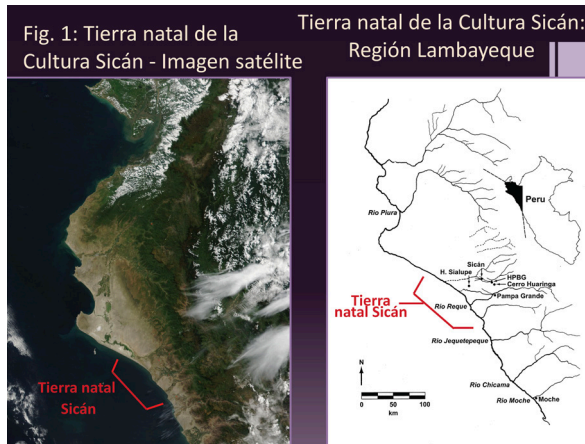 Fig. 1: Tierra natal de la
Cultura Sicán - Imagen satélite
Tierra natal Sicán
Tierra natal de la Cultura Sicán:
Región Lambayeque
Peru
Río Piura
Sicán
H. Sialupe
HPBG
Cerro Huaringa
Pampa Grande
Tierra
natal Sicán
Río Reque
Río Jequetepeque
N
Río Chicama
Río Moche
Moche
0 50 100
km